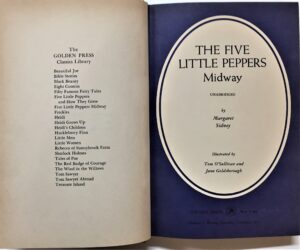 The
GOLDEN PRESS
Classics Library
Beautiful Joe
Bible Stories
Black Beauty
Eight Cousins
Fifty Famous Fairy Tales
Five Little Peppers
and How They Grew
Five Little Peppers Midway
Freckles
Heidi
Heidi Grows Up
Heidi's Children
Huckleberry Finn
Little Men
Little Women
Rebecca of Sunnybrook Farm
Sherlock Holmes
Tales of Poe
The Red Badge of Courage
The Wind in the Willows
Tom Sawyer
Tom Sawyer Abroad
Treasure Island
THE FIVE
LITTLE PEPPERS
Midway
UNABRIDGED
by
Margaret
Sidney
Illustrated by
Tom O'Sullivan and
Jane Goldsborough